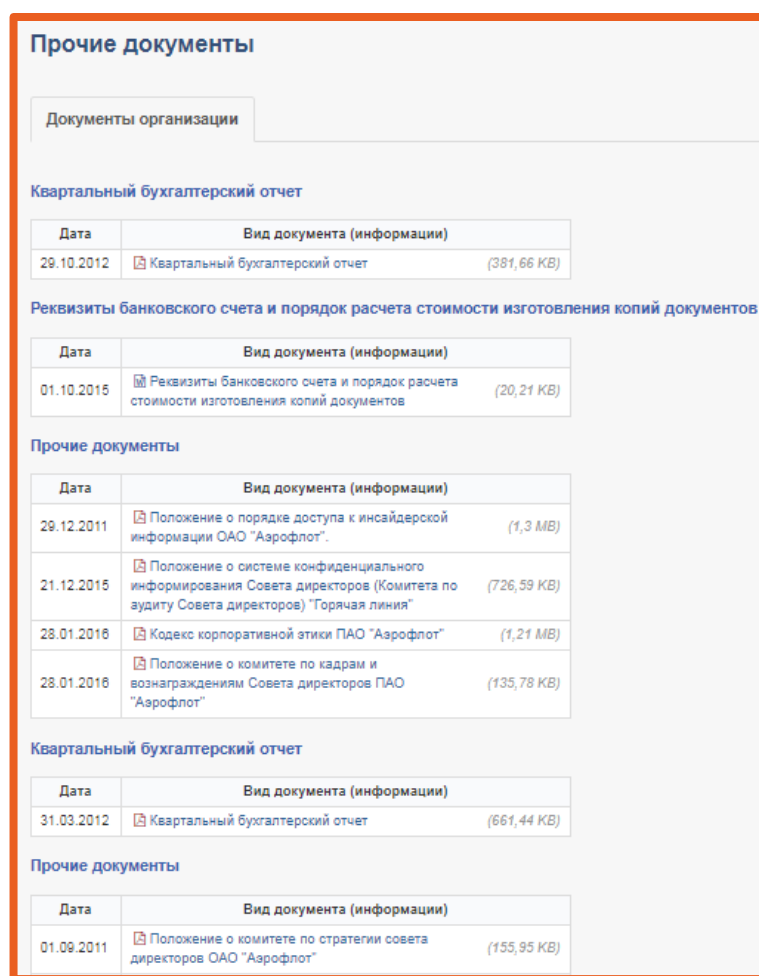 Прочие документы
Документы организации
Квартальный бухгалтерский отчет
Дата Вид документа (информации)
29.10.2012 Квартальный бухгалтерский отчет (381,66 KB)
Реквизиты банковского счета и порядок расчета стоимости изготовления копий документов
Дата Вид документа (информации)
01.10.2015 Реквизиты банковского счета и порядок расчета
стоимости изготовления копий документов (20,21 KB)
Прочие документы
Дата Вид документа (информации)
29.12.2011 Положение о порядке доступа к инсайдерской
информации ОАО "Аэрофлот". (1,3 MB)
Положение о системе конфиденциального
21.12.2015 информирования Совета директоров (Комитета по (726,59 KB)
аудиту Совета директоров) "Горячая линия"
28.01.2016 Кодекс корпоративной этики ПАО "Аэрофлот" (1,21 MB)
Положение о комитете по кадрам и
28.01.2016 вознаграждениям Совета директоров ПАО (135,78 KB)
"Аэрофлот"
Квартальный бухгалтерский отчет
Дата Вид документа (информации)
31.03.2012 Квартальный бухгалтерский отчет (661,44 KB)
Прочие документы
Дата Вид документа (информации)
01.09.2011 Положение о комитете по стратегии совета
директоров ОАО "Аэрофлот" (155,95 KB)